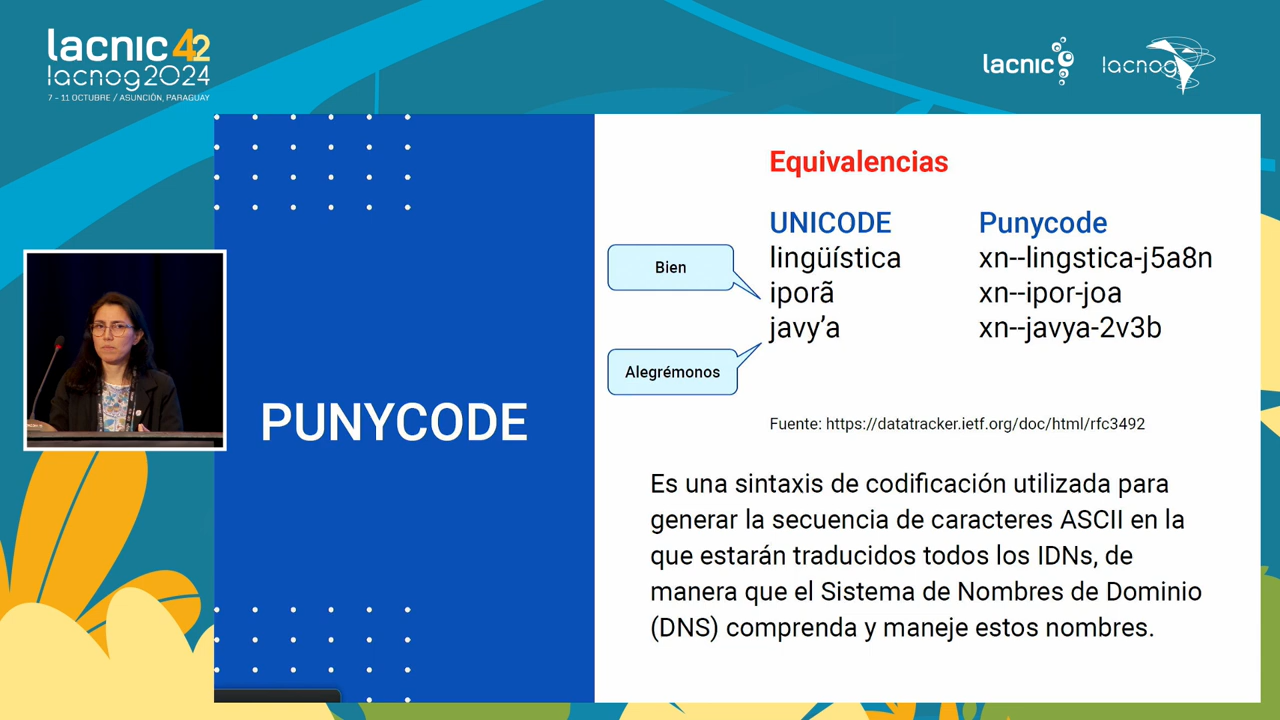 lacnic 42
lacnog2024
7 - 11 OCTUBRE / ASUNCIÓN, PARAGUAY
lacnic
lacnog
PUNYCODE
Equivalencias
UNICODE Punycode
lingüística xn--lingstica-j5a8n
Bien
iporã xn--ipor-joa
javy’a xn--javya-2v3b
Alegrémonos
Fuente: https://datatracker.ietf.org/doc/html/rfc3492
Es una sintaxis de codificación utilizada para
generar la secuencia de caracteres ASCII en la
que estarán traducidos todos los IDNs, de
manera que el Sistema de Nombres de Dominio
(DNS) comprenda y maneje estos nombres.